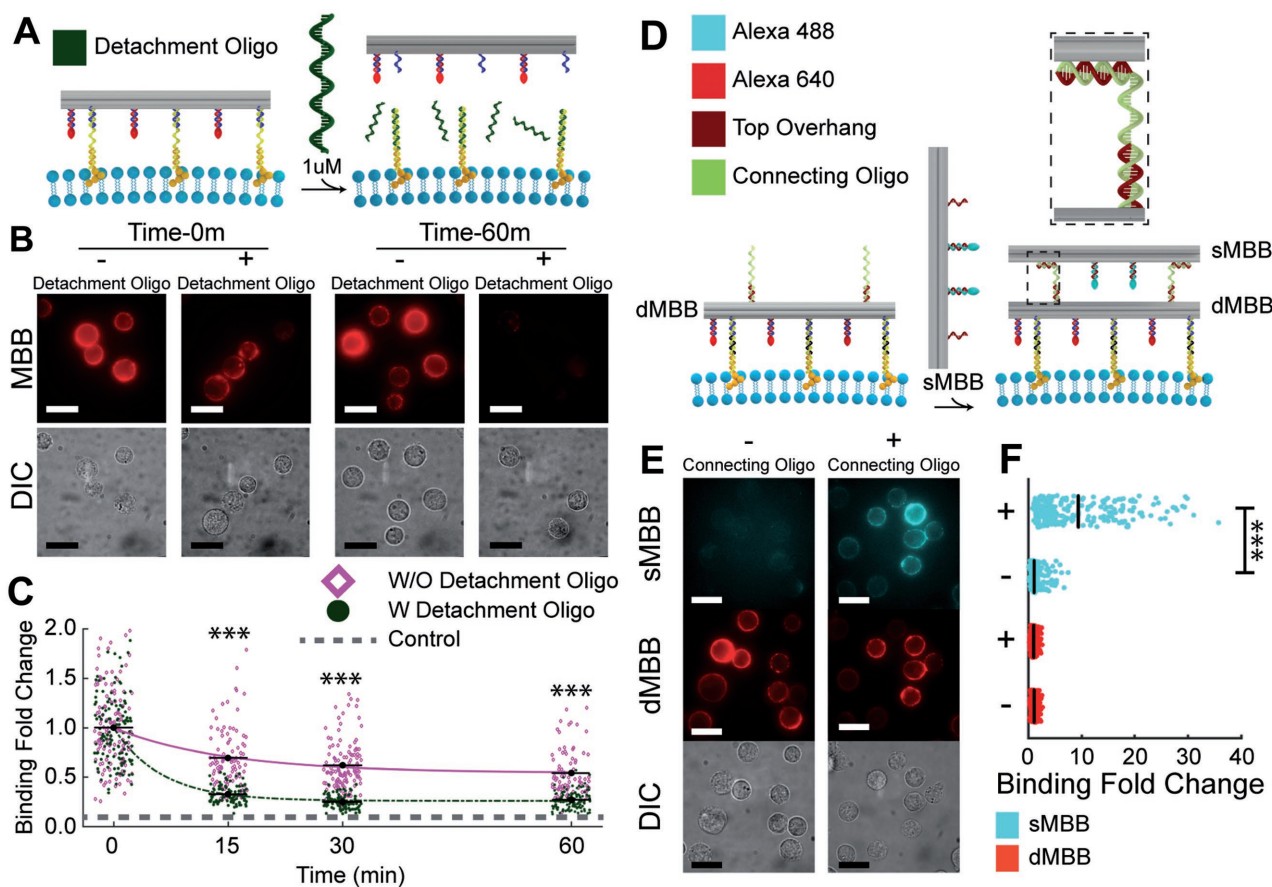 A
Detachment Oligo
1uM
B
Time-0m
Time-60m
-
+
-
+
Detachment Oligo
Detachment Oligo
Detachment Oligo
Detachment Oligo
MBB
DIC
C
W/O Detachment Oligo
W Detachment Oligo
Control
Binding Fold Change
2.0
1.5
1.0
0.5
0.0
***
***
***
0
15
30
60
Time (min)
D
Alexa 488
Alexa 640
Top Overhang
Connecting Oligo
dMBB
sMBB
sMBB
dMBB
E
-
+
Connecting Oligo
Connecting Oligo
sMBB
dMBB
DIC
F
+
-
+
-
***
0
10
20
30
40
Binding Fold Change
sMBB
dMBB